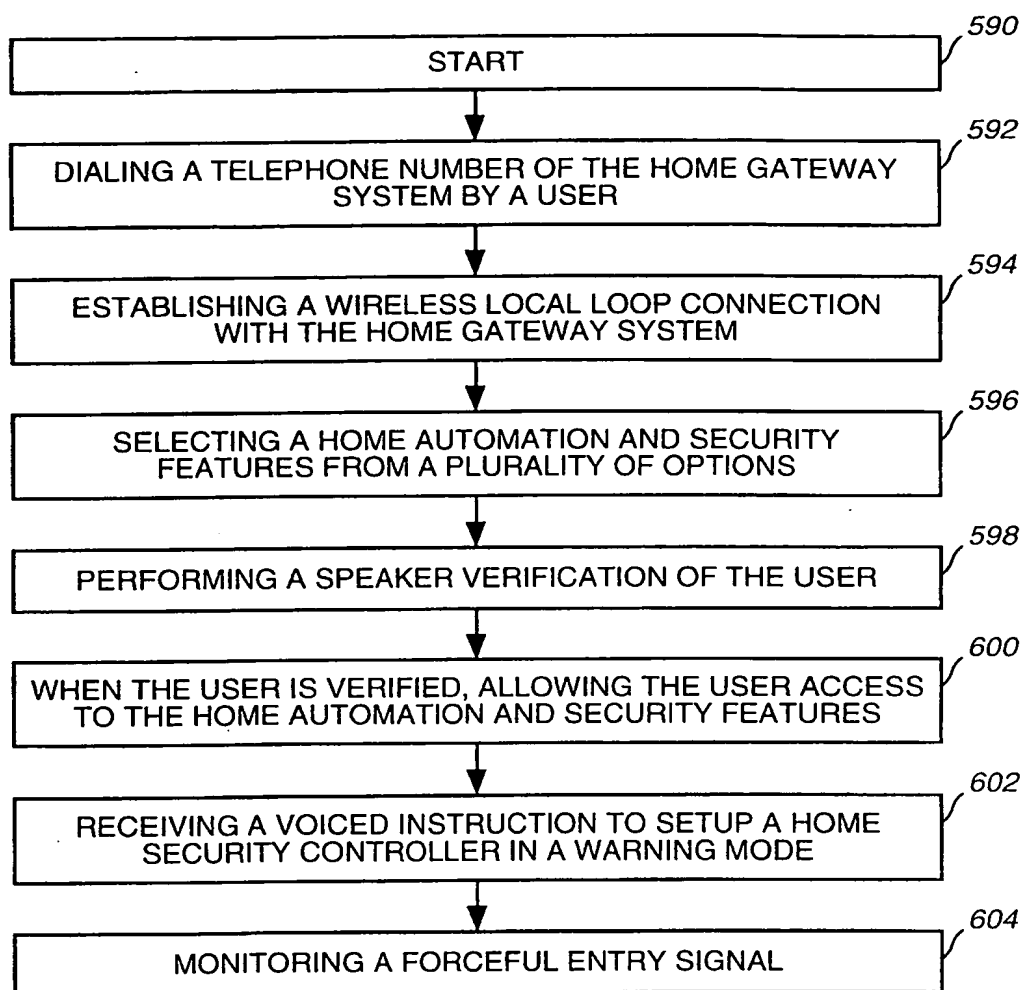 590
START
592
DIALING A TELEPHONE NUMBER OF THE HOME GATEWAY
SYSTEM BY A USER
594
ESTABLISHING A WIRELESS LOCAL LOOP CONNECTION
WITH THE HOME GATEWAY SYSTEM
596
SELECTING A HOME AUTOMATION AND SECURITY
FEATURES FROM A PLURALITY OF OPTIONS
598
PERFORMING A SPEAKER VERIFICATION OF THE USER
600
WHEN THE USER IS VERIFIED, ALLOWING THE USER ACCESS
TO THE HOME AUTOMATION AND SECURITY FEATURES
602
RECEIVING A VOICED INSTRUCTION TO SETUP A HOME
SECURITY CONTROLLER IN A WARNING MODE
604
MONITORING A FORCEFUL ENTRY SIGNAL